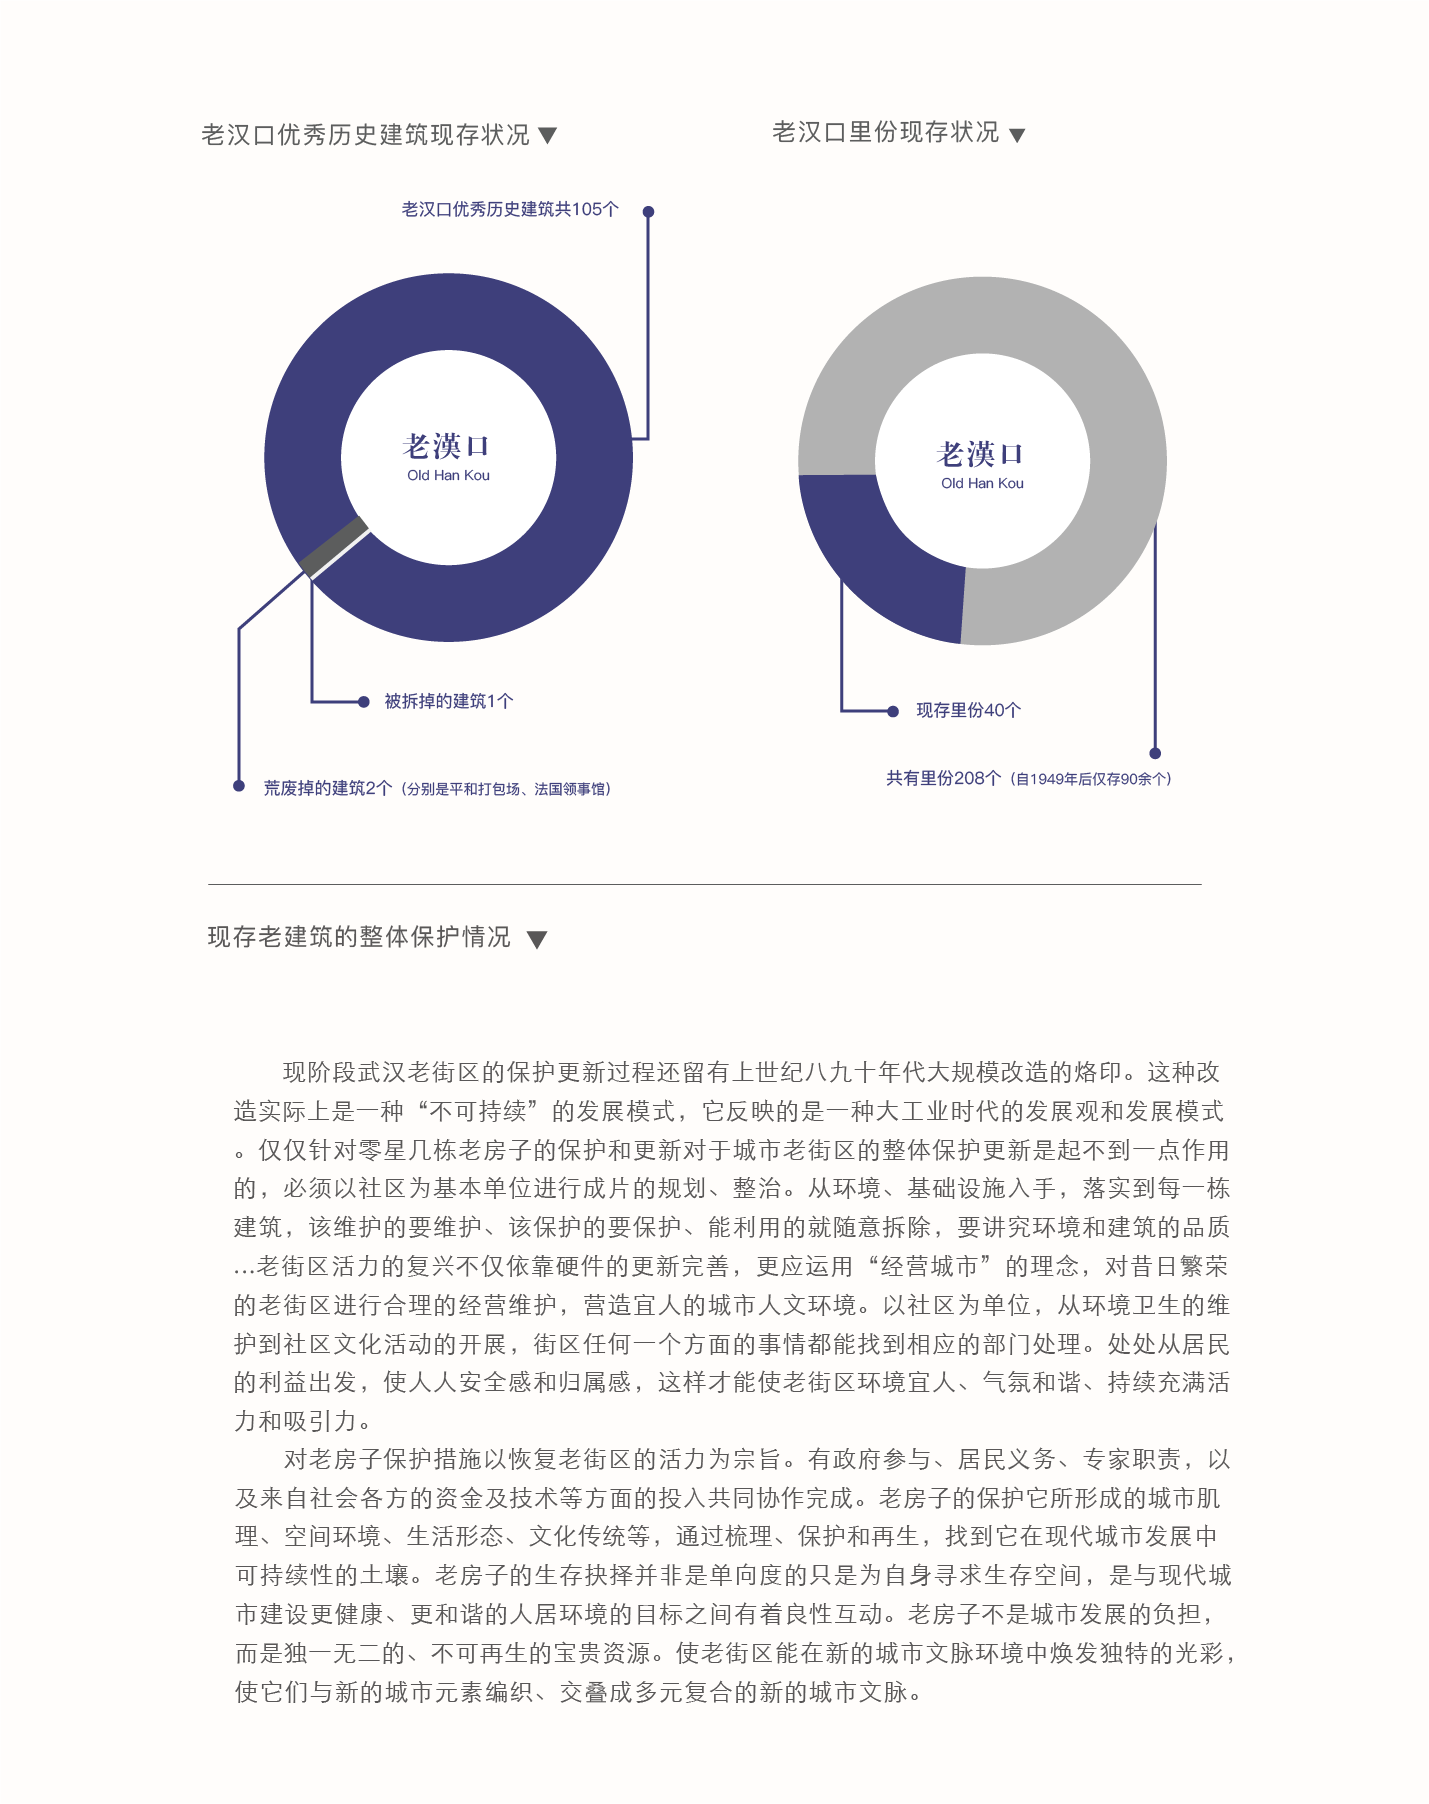 老汉口优秀历史建筑现存状况▼
老汉口里份现存状况▼
老汉口优秀历史建筑共105个
老漢口
Old Han Kou
老漢口
Old Han Kou
被拆掉的建筑1个
荒废掉的建筑2个（分别是平和打包场、法国领事馆）
现存里份40个
共有里份208个（自1949年后仅存90余个）
现存老建筑的整体保护情况▼
现阶段武汉老街区的保护更新过程还留有上世纪八九十年代大规模改造的烙印。这种改
造实际上是一种“不可持续”的发展模式，它反映的是一种大工业时代的发展观和发展模式
。仅仅针对零星几栋老房子的保护和更新对于城市老街区的整体保护更新是起不到一点作用
的，必须以社区为基本单位进行成片的规划、整治。从环境、基础设施入手，落实到每一栋
建筑，该维护的要维护、该保护的要保护、能利用的就随意拆除，要讲究环境和建筑的品质
…老街区活力的复兴不仅依靠硬件的更新完善，更应运用“经营城市”的理念，对昔日繁荣
的老街区进行合理的经营维护，营造宜人的城市人文环境。以社区为单位，从环境卫生的维
护到社区文化活动的开展，街区任何一个方面的事情都能找到相应的部门处理。处处从居民
的利益出发，使人人安全感和归属感，这样才能使老街区环境宜人、气氛和谐、持续充满活
力和吸引力。
对老房子保护措施以恢复老街区的活力为宗旨。有政府参与、居民义务、专家职责，以
及来自社会各方的资金及技术等方面的投入共同协作完成。老房子的保护它所形成的城市肌
理、空间环境、生活形态、文化传统等，通过梳理、保护和再生，找到它在现代城市发展中
可持续性的土壤。老房子的生存抉择并非是单向度的只是为自身寻求生存空间，是与现代城
市建设更健康、更和谐的人居环境的目标之间有着良性互动。老房子不是城市发展的负担，
而是独一无二的、不可再生的宝贵资源。使老街区能在新的城市文脉环境中焕发独特的光彩，
使它们与新的城市元素编织、交叠成多元复合的新的城市文脉。